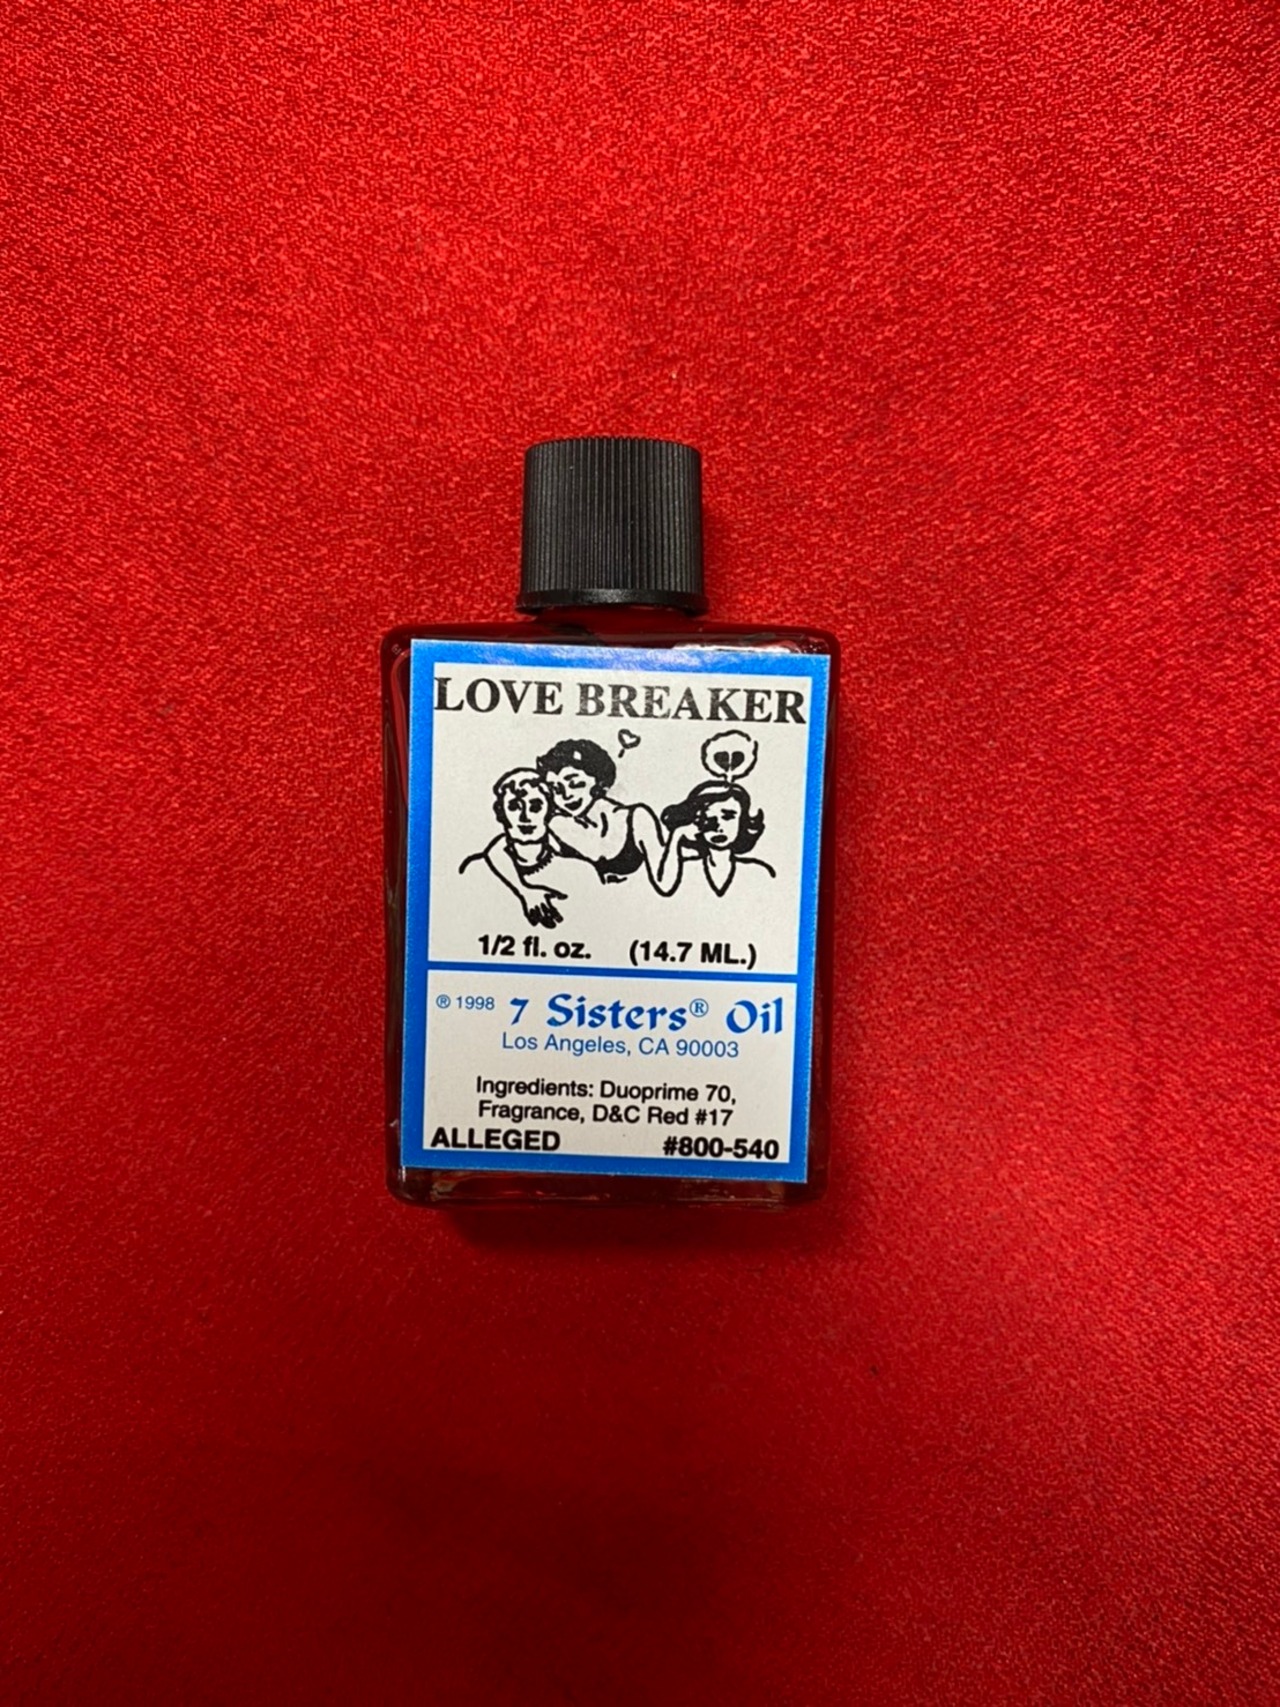 LOVE BREAKER
1/2 fl. oz. (14.7 ML.)
® 1998 7 Sisters® Oil
Los Angeles, CA 90003
Ingredients: Duoprime 70,
Fragrance, D&C Red #17
ALLEGED #800-540